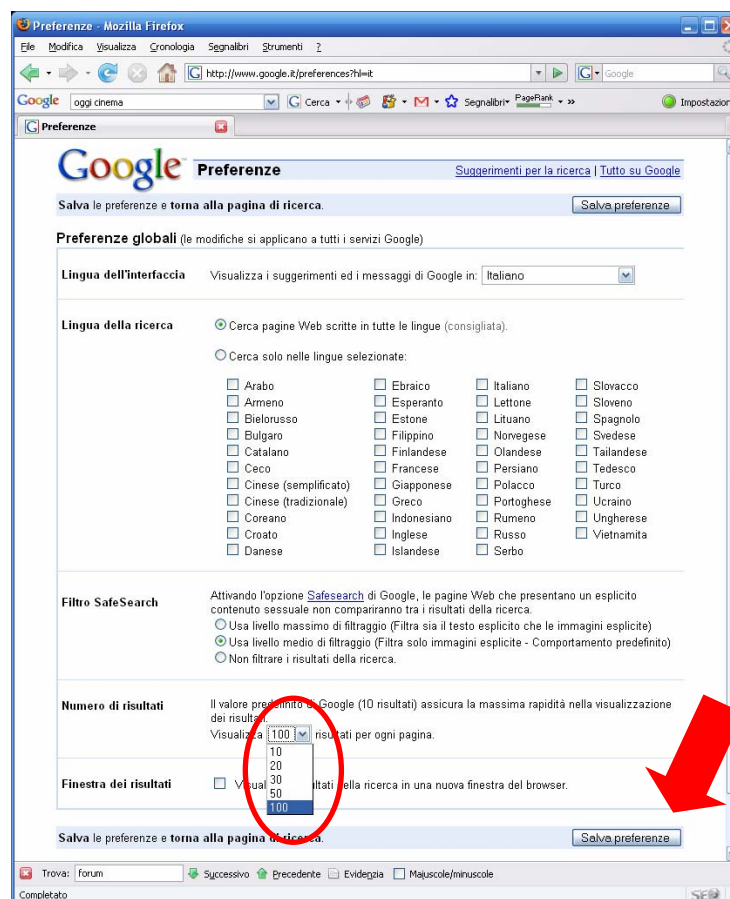 Preferenze - Mozilla Firefox
File Modifica Visualizza Cronologia Segnalibri Strumenti ?
http://www.google.it/preferences?hl=it
Google
Google oggi cinema Cerca Segnalibri PageRank » Impostazion
Preferenze
Google Preferenze Suggerimenti per la ricerca | Tutto su Google
Salva le preferenze e torna alla pagina di ricerca. Salva preferenze
Preferenze globali (le modifiche si applicano a tutti i servizi Google)
Lingua dell'interfaccia Visualizza i suggerimenti ed i messaggi di Google in: Italiano
Lingua della ricerca Cerca pagine Web scritte in tutte le lingue (consigliata).
Cerca solo nelle lingue selezionate:
Arabo Ebraico Italiano Slovacco
Armeno Esperanto Lettone Sloveno
Bielorusso Estone Lituano Spagnolo
Bulgaro Filippino Norvegese Svedese
Catalano Finlandese Olandese Tailandese
Ceco Francese Persiano Tedesco
Cinese (semplificato) Giapponese Polacco Turco
Cinese (tradizionale) Greco Portoghese Ucraino
Coreano Indonesiano Rumeno Ungherese
Croato Inglese Russo Vietnamita
Danese Islandese Serbo
Filtro SafeSearch Attivando l'opzione Safesearch di Google, le pagine Web che presentano un esplicito
contenuto sessuale non compariranno tra i risultati della ricerca.
Usa livello massimo di filtraggio (Filtra sia il testo esplicito che le immagini esplicite)
Usa livello medio di filtraggio (Filtra solo immagini esplicite - Comportamento predefinito)
Non filtrare i risultati della ricerca.
Numero di risultati Il valore predefinito di Google (10 risultati) assicura la massima rapidità nella visualizzazione
dei risultati.
Visualizza 100 risultati per ogni pagina.
10
20
30
50
100
Finestra dei risultati ricerca in una nuova finestra del browser.
Salva le preferenze e torna alla pagina di ricerca. Salva preferenze
Trova: forum Successivo Precedente Evidenzia Maiuscole/minuscole
Completato